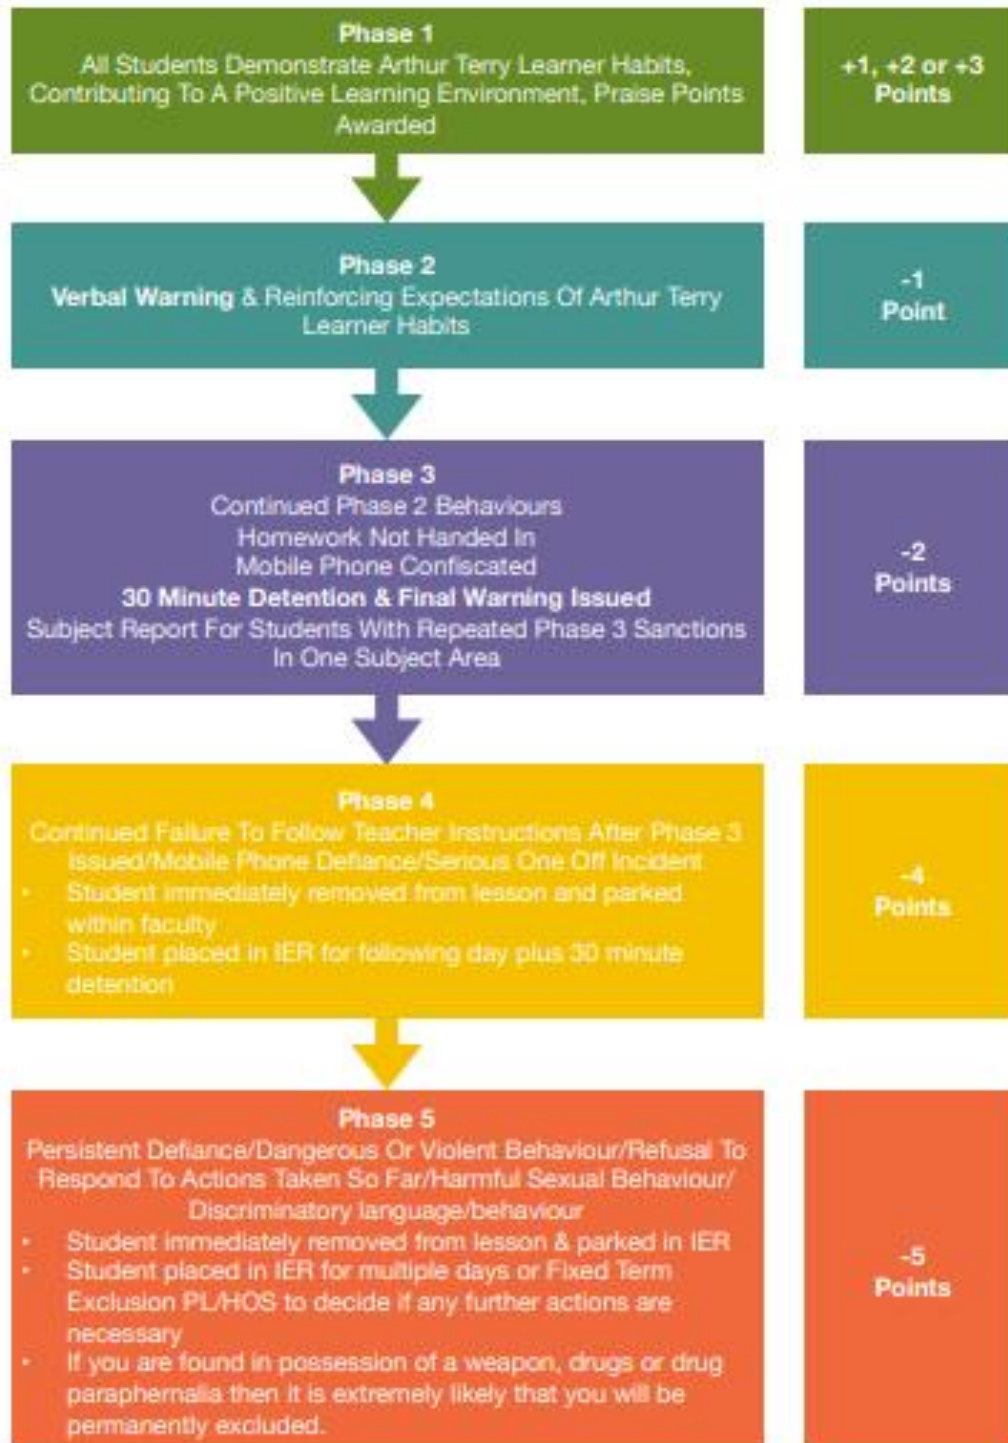 Phase 1
All Students Demonstrate Arthur Terry Learner Habits,
Contributing To A Positive Learning Environment, Praise Points
Awarded
+1, +2 or +3
Points
Phase 2
Verbal Warning & Reinforcing Expectations Of Arthur Terry
Learner Habits
-1
Point
Phase 3
Continued Phase 2 Behaviours
Homework Not Handed In
Mobile Phone Confiscated
30 Minute Detention & Final Warning Issued
Subject Report For Students With Repeated Phase 3 Sanctions
In One Subject Area
-2
Points
Phase 4
Continued Failure To Follow Teacher Instructions After Phase 3
Issued/Mobile Phone Defiance/Serious One Off Incident
• Student immediately removed from lesson and parked
within faculty
• Student placed in IER for following day plus 30 minute
detention
-4
Points
Phase 5
Persistent Defiance/Dangerous Or Violent Behaviour/Refusal To
Respond To Actions Taken So Far/Harmful Sexual Behaviour/
Discriminatory language/behaviour
• Student immediately removed from lesson & parked in IER
• Student placed in IER for multiple days or Fixed Term
Exclusion PL/HOS to decide if any further actions are
necessary
• If you are found in possession of a weapon, drugs or drug
paraphernalia then it is extremely likely that you will be
permanently excluded.
-5
Points